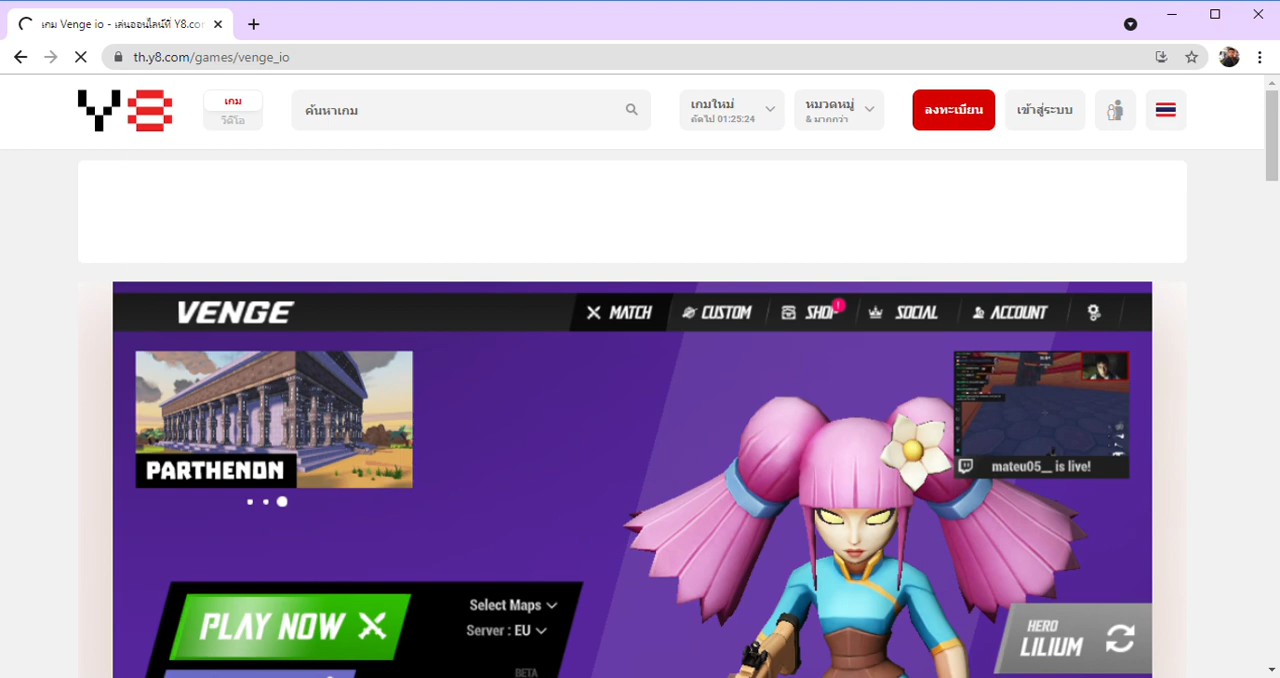 เกม Venge io - เล่นออนไลน์ที่ Y8.co
th.y8.com/games/venge_io
Y8
เกม
วิดีโอ
ค้นหาเกม
เกมใหม่
ถัดไป 01:25:24
หมวดหมู่
& มากกว่า
ลงทะเบียน
เข้าสู่ระบบ
VENGE
MATCH
CUSTOM
SHOP
!
SOCIAL
ACCOUNT
PARTHENON
mateu05__ is live!
PLAY NOW
Select Maps
Server : EU
BETA
HERO
LILIUM